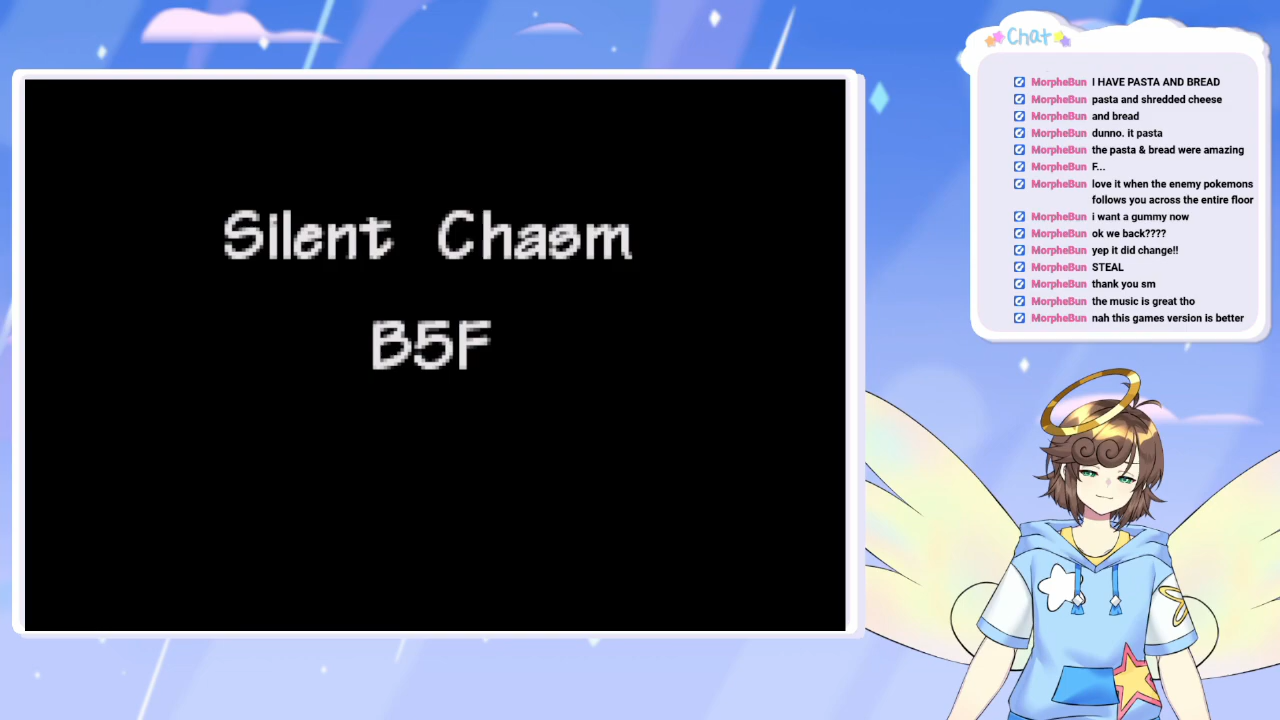 Silent Chasm
B5F
Chat
MorpheBun I HAVE PASTA AND BREAD
MorpheBun pasta and shredded cheese
MorpheBun and bread
MorpheBun dunno. it pasta
MorpheBun the pasta & bread were amazing
MorpheBun F...
MorpheBun love it when the enemy pokemons
follows you across the entire floor
MorpheBun i want a gummy now
MorpheBun ok we back????
MorpheBun yep it did change!!
MorpheBun STEAL
MorpheBun thank you sm
MorpheBun the music is great tho
MorpheBun nah this games version is better